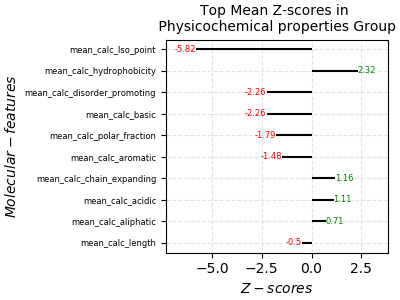 Top Mean Z-scores in
Physicochemical properties Group
mean_calc_Iso_point -5.82
mean_calc_hydrophobicity 2.32
mean_calc_disorder_promoting -2.26
mean_calc_basic -2.26
mean_calc_polar_fraction -1.79
mean_calc_aromatic -1.48
mean_calc_chain_expanding 1.16
mean_calc_acidic 1.11
mean_calc_aliphatic 0.71
mean_calc_length -0.5
Molecular − features
−5.0 −2.5 0.0 2.5
Z − scores